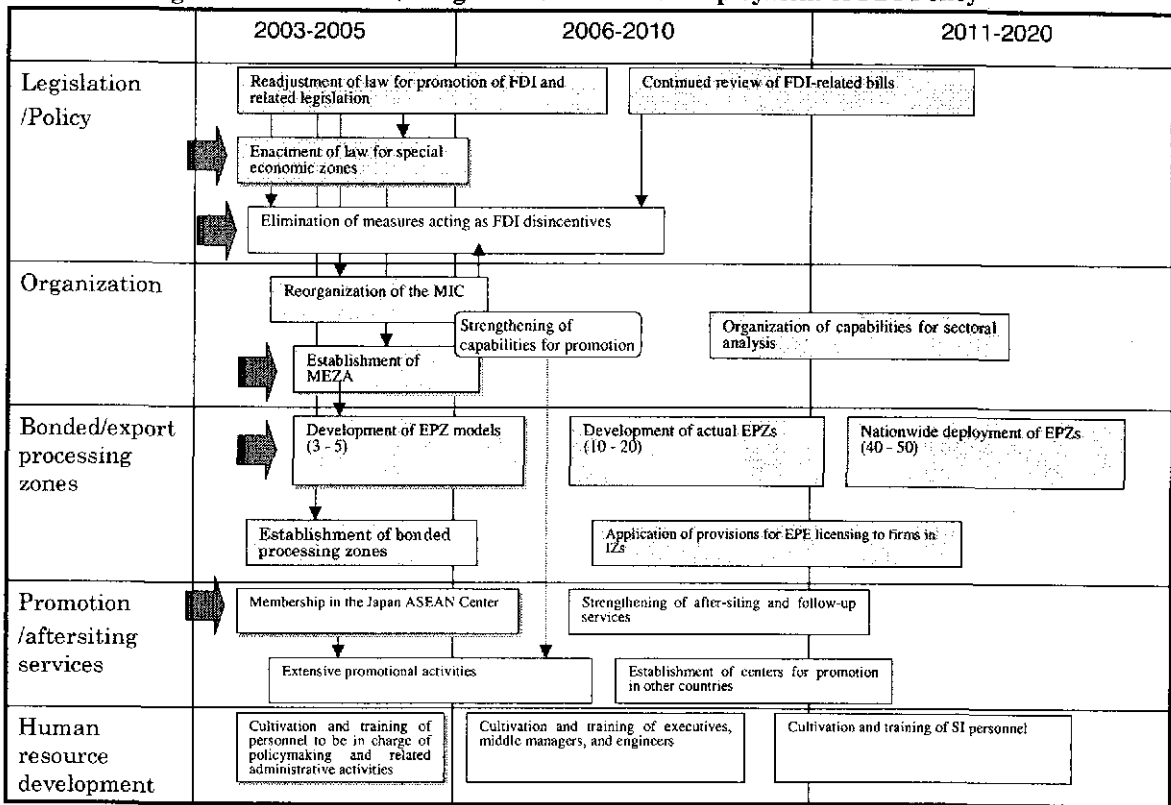 2003-2005
2006-2010
2011-2020
Legislation
/Policy
Readjustment of law for promotion of FDI and
related legislation
Continued review of FDI-related bills
Enactment of law for special
economic zones
Elimination of measures acting as FDI disincentives
Organization
Reorganization of the MIC
Strengthening of
capabilities for promotion
Organization of capabilities for sectoral
analysis
Establishment of
MEZA
Bonded/export
processing
zones
Development of EPZ models
(3 - 5)
Development of actual EPZs
(10 - 20)
Nationwide deployment of EPZs
(40 - 50)
Establishment of bonded
processing zones
Application of provisions for EPE licensing to firms in
IZs
Promotion
/aftersiting
services
Membership in the Japan ASEAN Center
Strengthening of after-siting and follow-up
services
Extensive promotional activities
Establishment of centers for promotion
in other countries
Human
resource
development
Cultivation and training of
personnel to be in charge of
policymaking and related
administrative activities
Cultivation and training of executives,
middle managers, and engineers
Cultivation and training of SI personnel